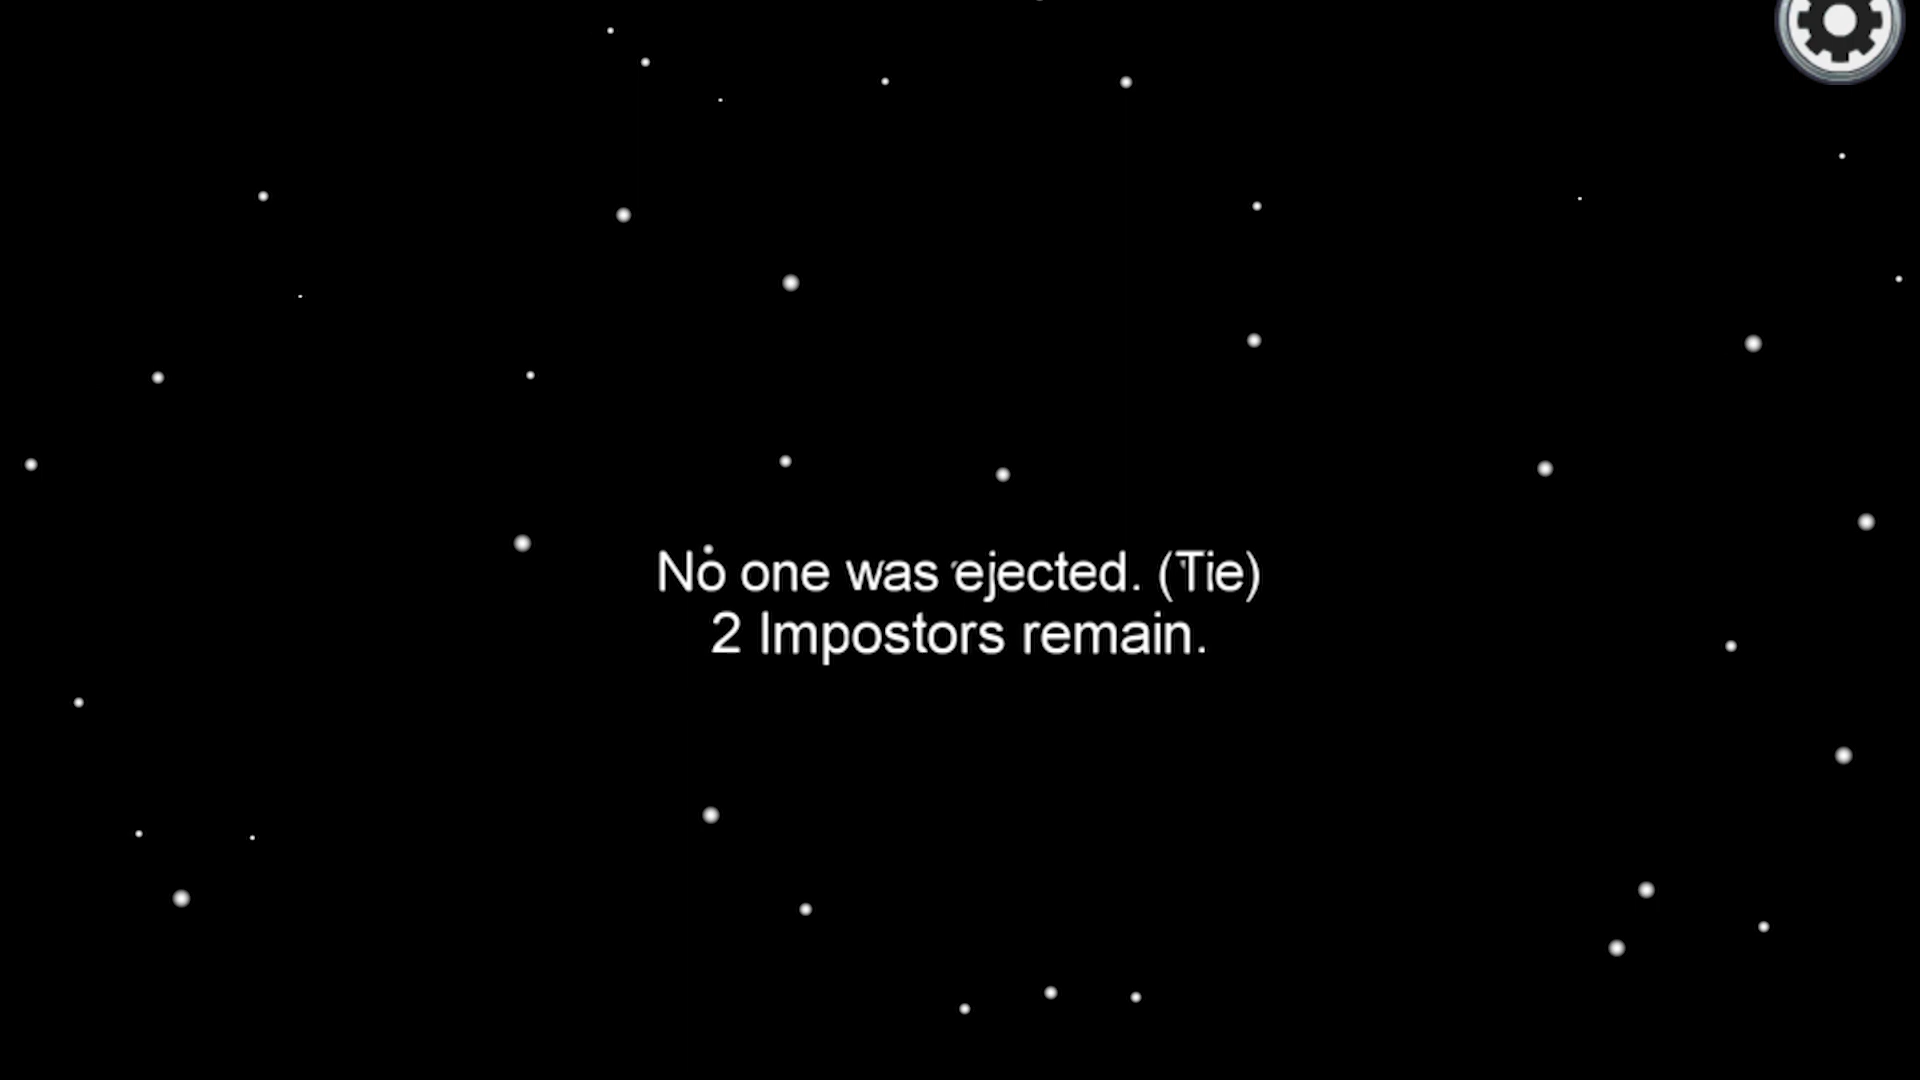 No one was ejected. (Tie)
2 Impostors remain.